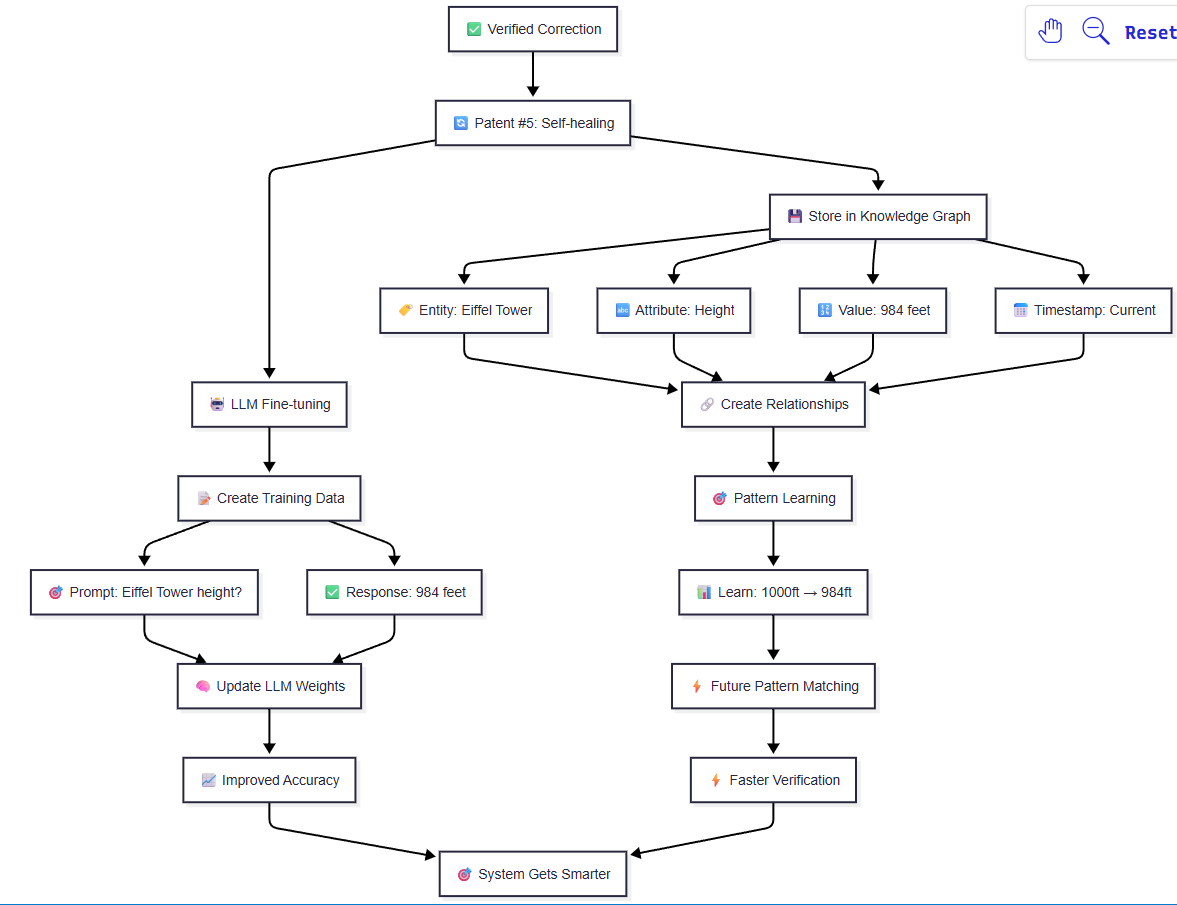 Reset
✅ Verified Correction
🔄 Patent #5: Self-healing
💾 Store in Knowledge Graph
🏷️ Entity: Eiffel Tower
🔤 Attribute: Height
🔢 Value: 984 feet
📅 Timestamp: Current
🤖 LLM Fine-tuning
🔗 Create Relationships
📝 Create Training Data
🎯 Pattern Learning
🎯 Prompt: Eiffel Tower height?
✅ Response: 984 feet
📊 Learn: 1000ft → 984ft
🧠 Update LLM Weights
⚡ Future Pattern Matching
📈 Improved Accuracy
⚡ Faster Verification
🎯 System Gets Smarter